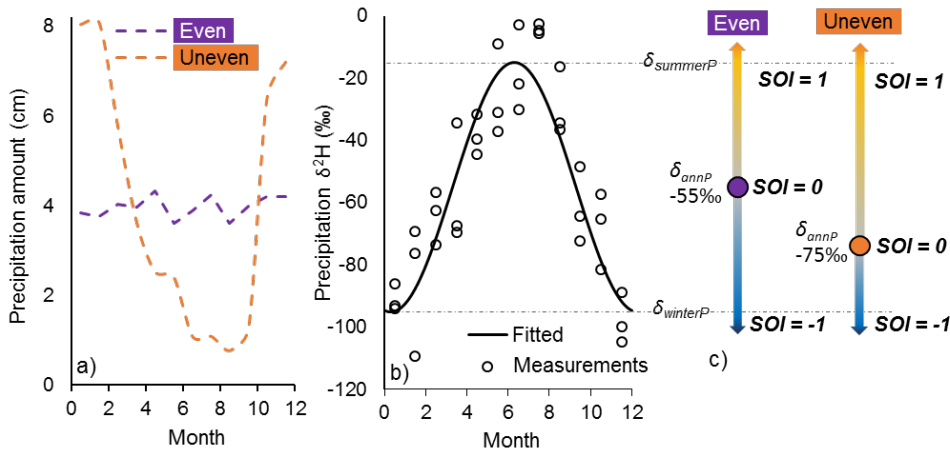 Precipitation amount (cm)
8
6
4
2
0
Even
Uneven
a)
0 2 4 6 8 10 12
Month
Precipitation δ²H (‰)
0
-20
-40
-60
-80
-100
-120
Fitted
Measurements
b)
0 2 4 6 8 10 12
Month
δsummerP
δwinterP
c)
Even
Uneven
SOI = 1
SOI = 1
δannP
-55‰
SOI = 0
δannP
-75‰
SOI = 0
SOI = -1
SOI = -1